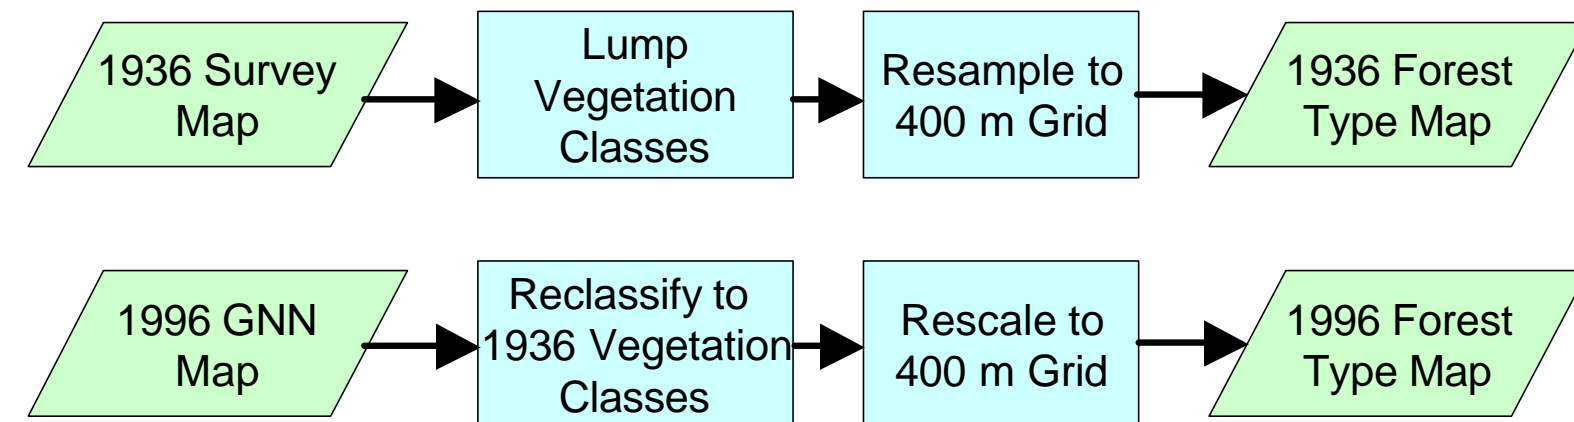 1936 Survey
Map
Lump
Vegetation
Classes
Resample to
400 m Grid
1936 Forest
Type Map
1996 GNN
Map
Reclassify to
1936 Vegetation
Classes
Rescale to
400 m Grid
1996 Forest
Type Map